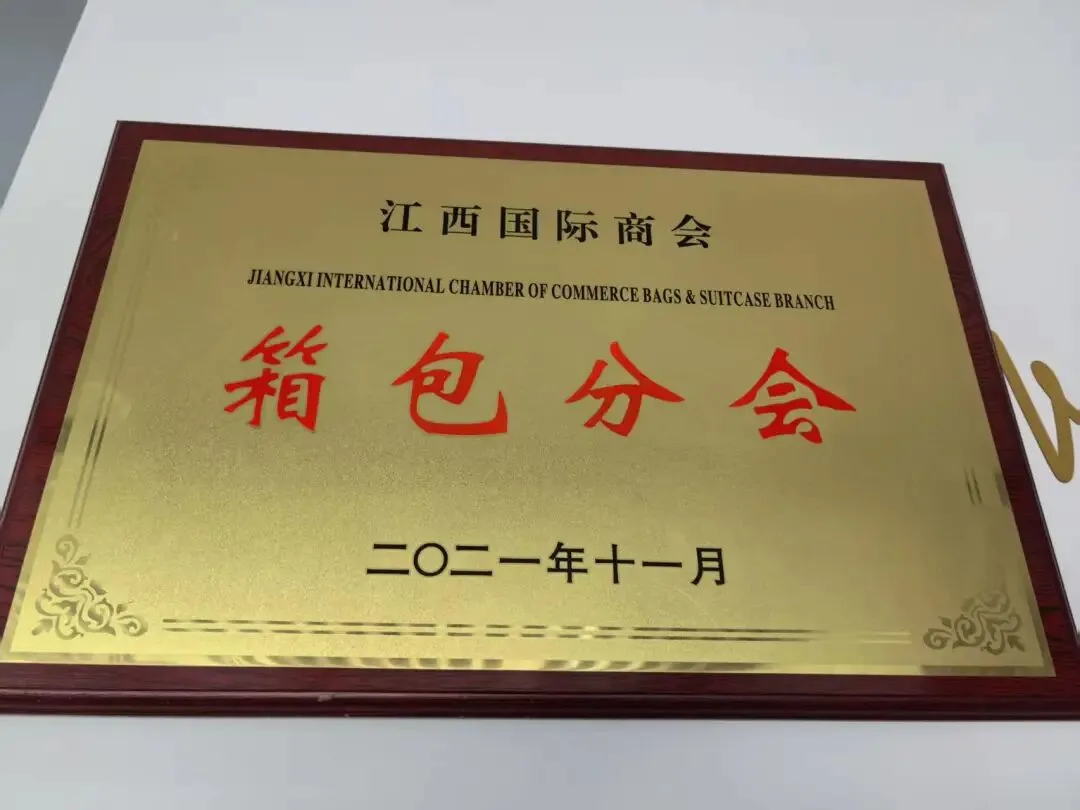 江西国际商会
JIANGXI INTERNATIONAL CHAMBER OF COMMERCE BAGS & SUITCASE BRANCH
箱包分会
二〇二一年十一月